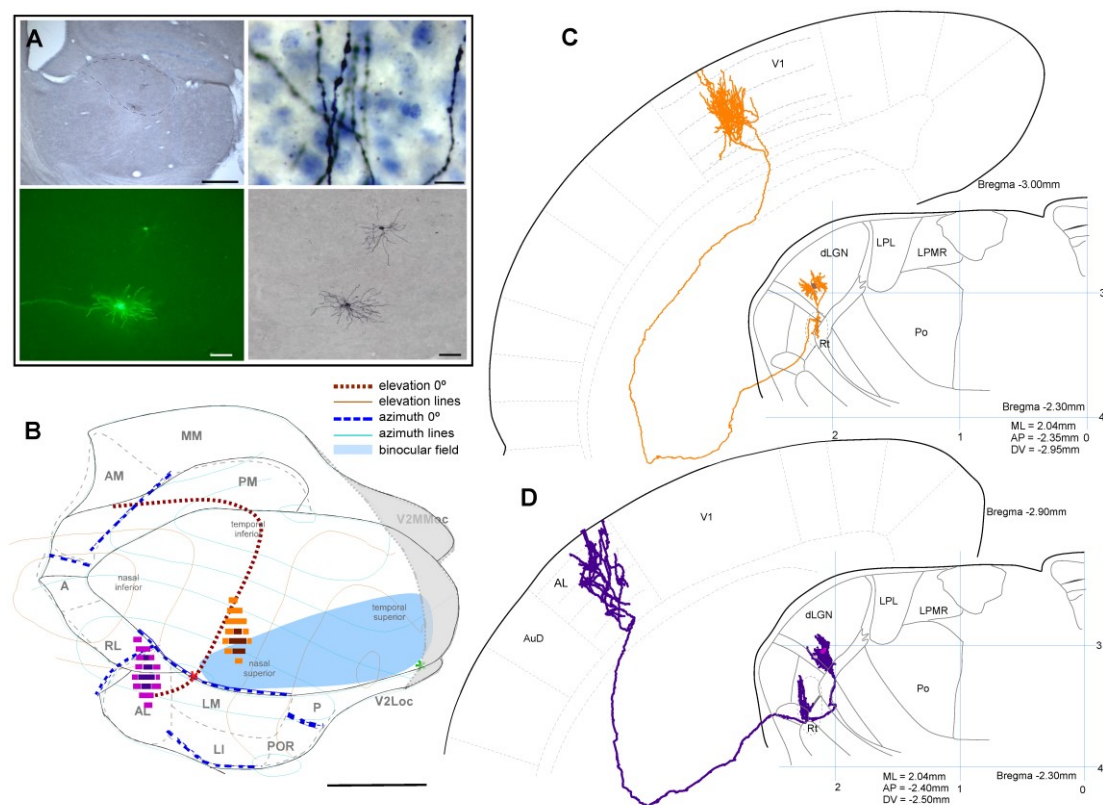 A
elevation 0º
elevation lines
azimuth 0º
azimuth lines
binocular field
B
MM
AM
PM
V2MMoc
temporal
inferior
nasal
inferior
A
temporal
superior
RL
nasal
superior
AL
LM
P
V2Loc
LI
POR
C
V1
Bregma -3.00mm
dLGN
LPL
LPMR
3
Po
Rt
Bregma -2.30mm
4
2
1
0
ML = 2.04mm
AP = -2.35mm
DV = -2.95mm
D
V1
Bregma -2.90mm
AL
AuD
dLGN
LPL
LPMR
3
Po
Rt
Bregma -2.30mm
4
2
1
0
ML = 2.04mm
AP = -2.40mm
DV = -2.50mm